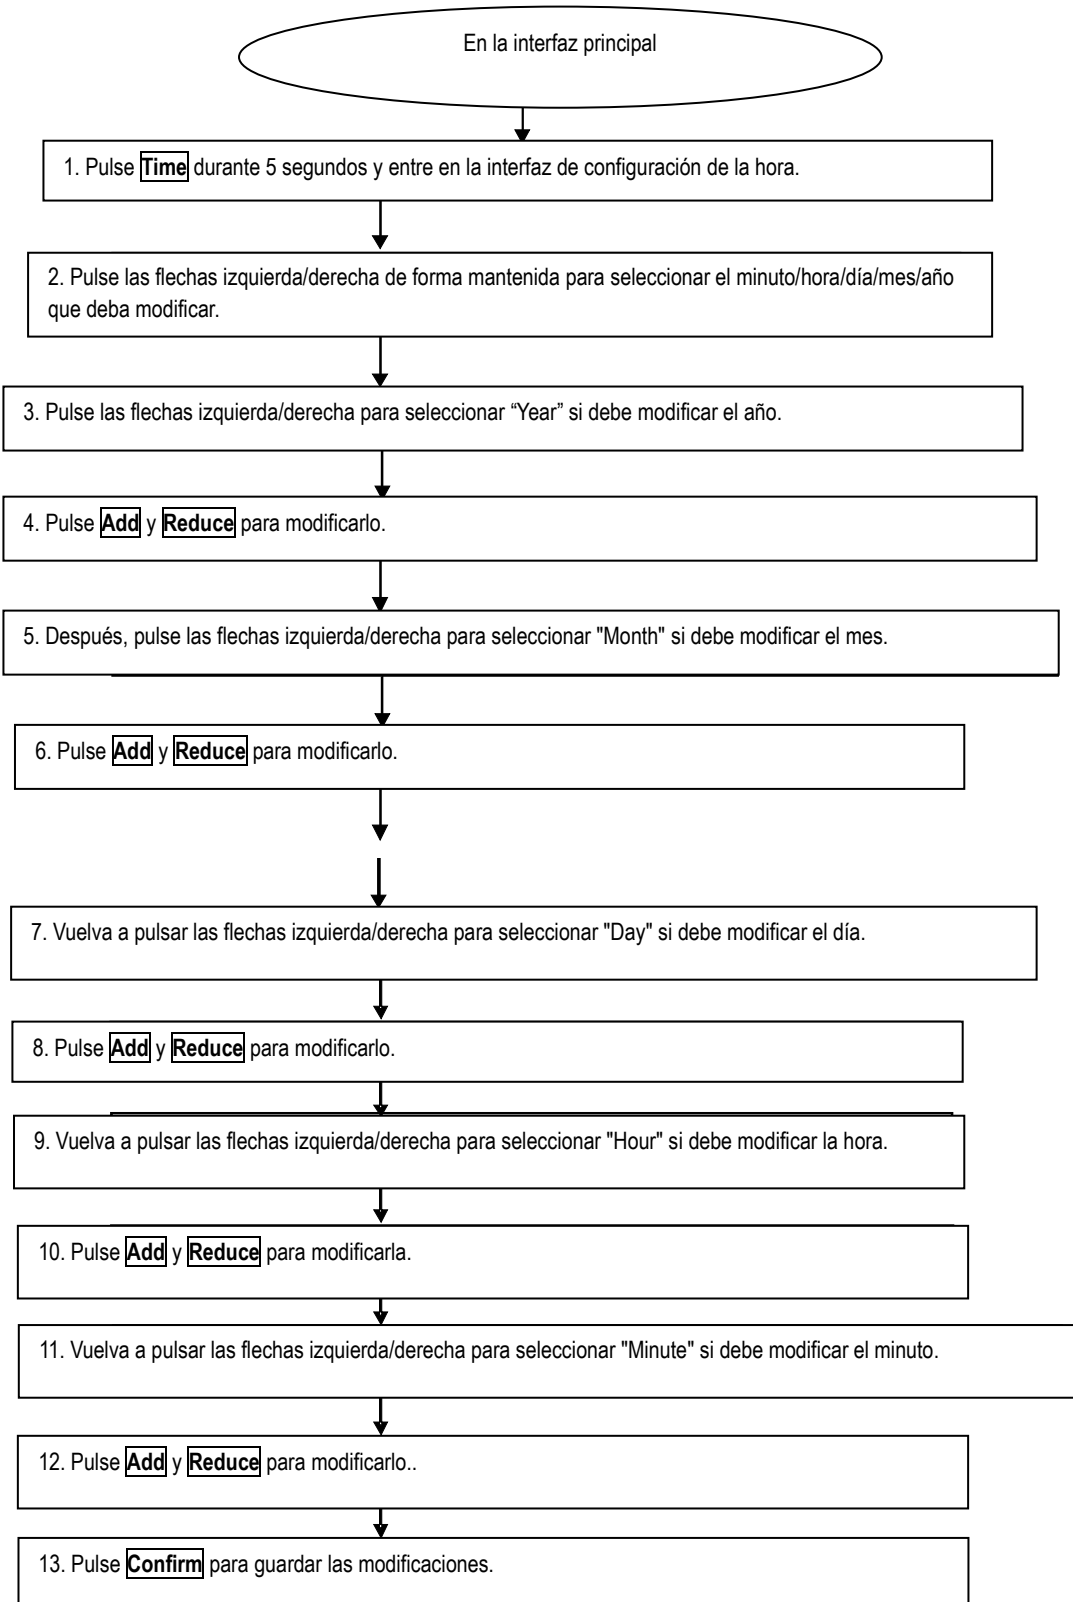 En la interfaz principal
1. Pulse Time durante 5 segundos y entre en la interfaz de configuración de la hora.
2. Pulse las flechas izquierda/derecha de forma mantenida para seleccionar el minuto/hora/día/mes/año
que deba modificar.
3. Pulse las flechas izquierda/derecha para seleccionar “Year” si debe modificar el año.
4. Pulse Add y Reduce para modificarlo.
5. Después, pulse las flechas izquierda/derecha para seleccionar "Month" si debe modificar el mes.
6. Pulse Add y Reduce para modificarlo.
7. Vuelva a pulsar las flechas izquierda/derecha para seleccionar "Day" si debe modificar el día.
8. Pulse Add y Reduce para modificarlo.
9. Vuelva a pulsar las flechas izquierda/derecha para seleccionar "Hour" si debe modificar la hora.
10. Pulse Add y Reduce para modificarla.
11. Vuelva a pulsar las flechas izquierda/derecha para seleccionar "Minute" si debe modificar el minuto.
12. Pulse Add y Reduce para modificarlo..
13. Pulse Confirm para guardar las modificaciones.